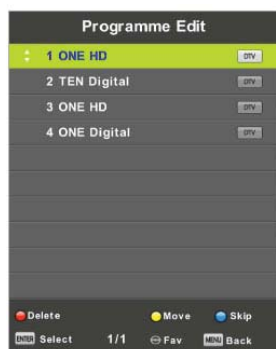 Programme Edit
1 ONE HD DTV
2 TEN Digital DTV
3 ONE HD DTV
4 ONE Digital DTV
Delete Move Skip
ENTER Select 1/1 Fav MENU Back